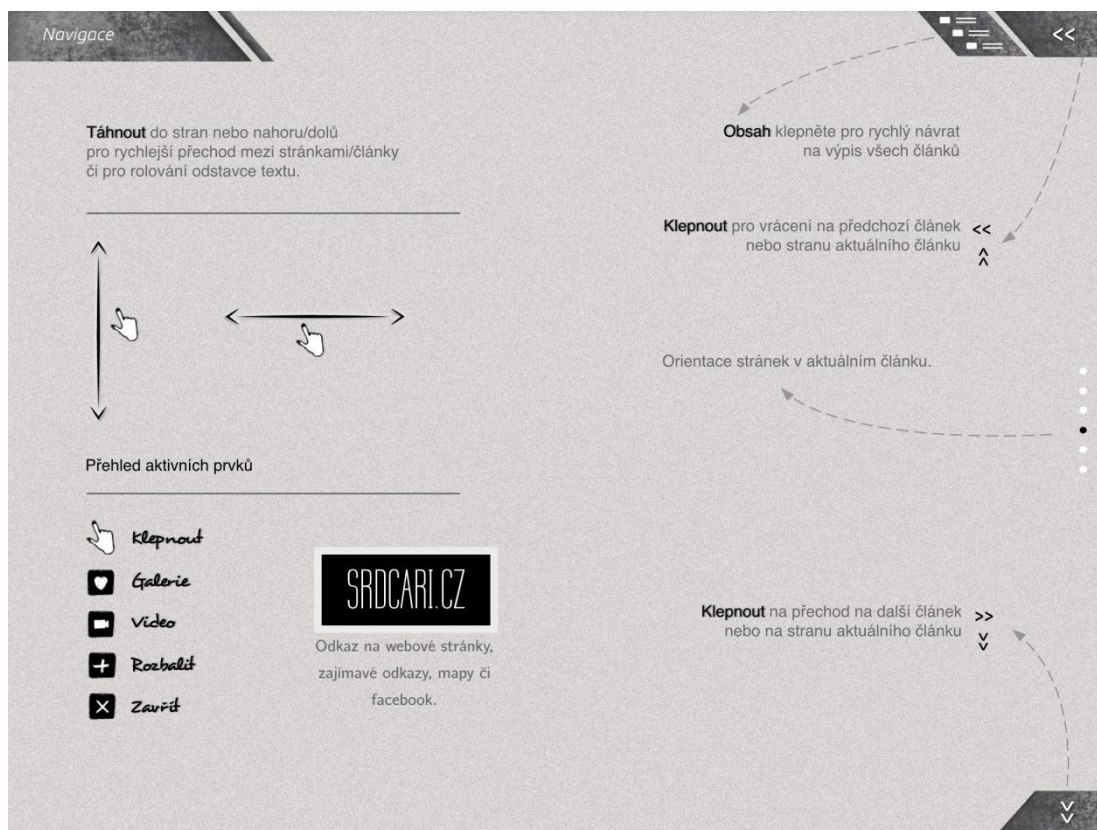 Navigace
<<
Táhnout do stran nebo nahoru/dolů
pro rychlejší přechod mezi stránkami/články
či pro rolování odstavce textu.
Obsah klepněte pro rychlý návrat
na výpis všech článků
Klepnout pro vrácení na předchozí článek <<
nebo stranu aktuálního článku
Orientace stránek v aktuálním článku.
Přehled aktivních prvků
Klepnout
Galerie
Video
Rozbalit
Zavřít
SRDCARI.CZ
Odkaz na webové stránky,
zajímavé odkazy, mapy či
facebook.
Klepnout na přechod na další článek >>
nebo na stranu aktuálního článku